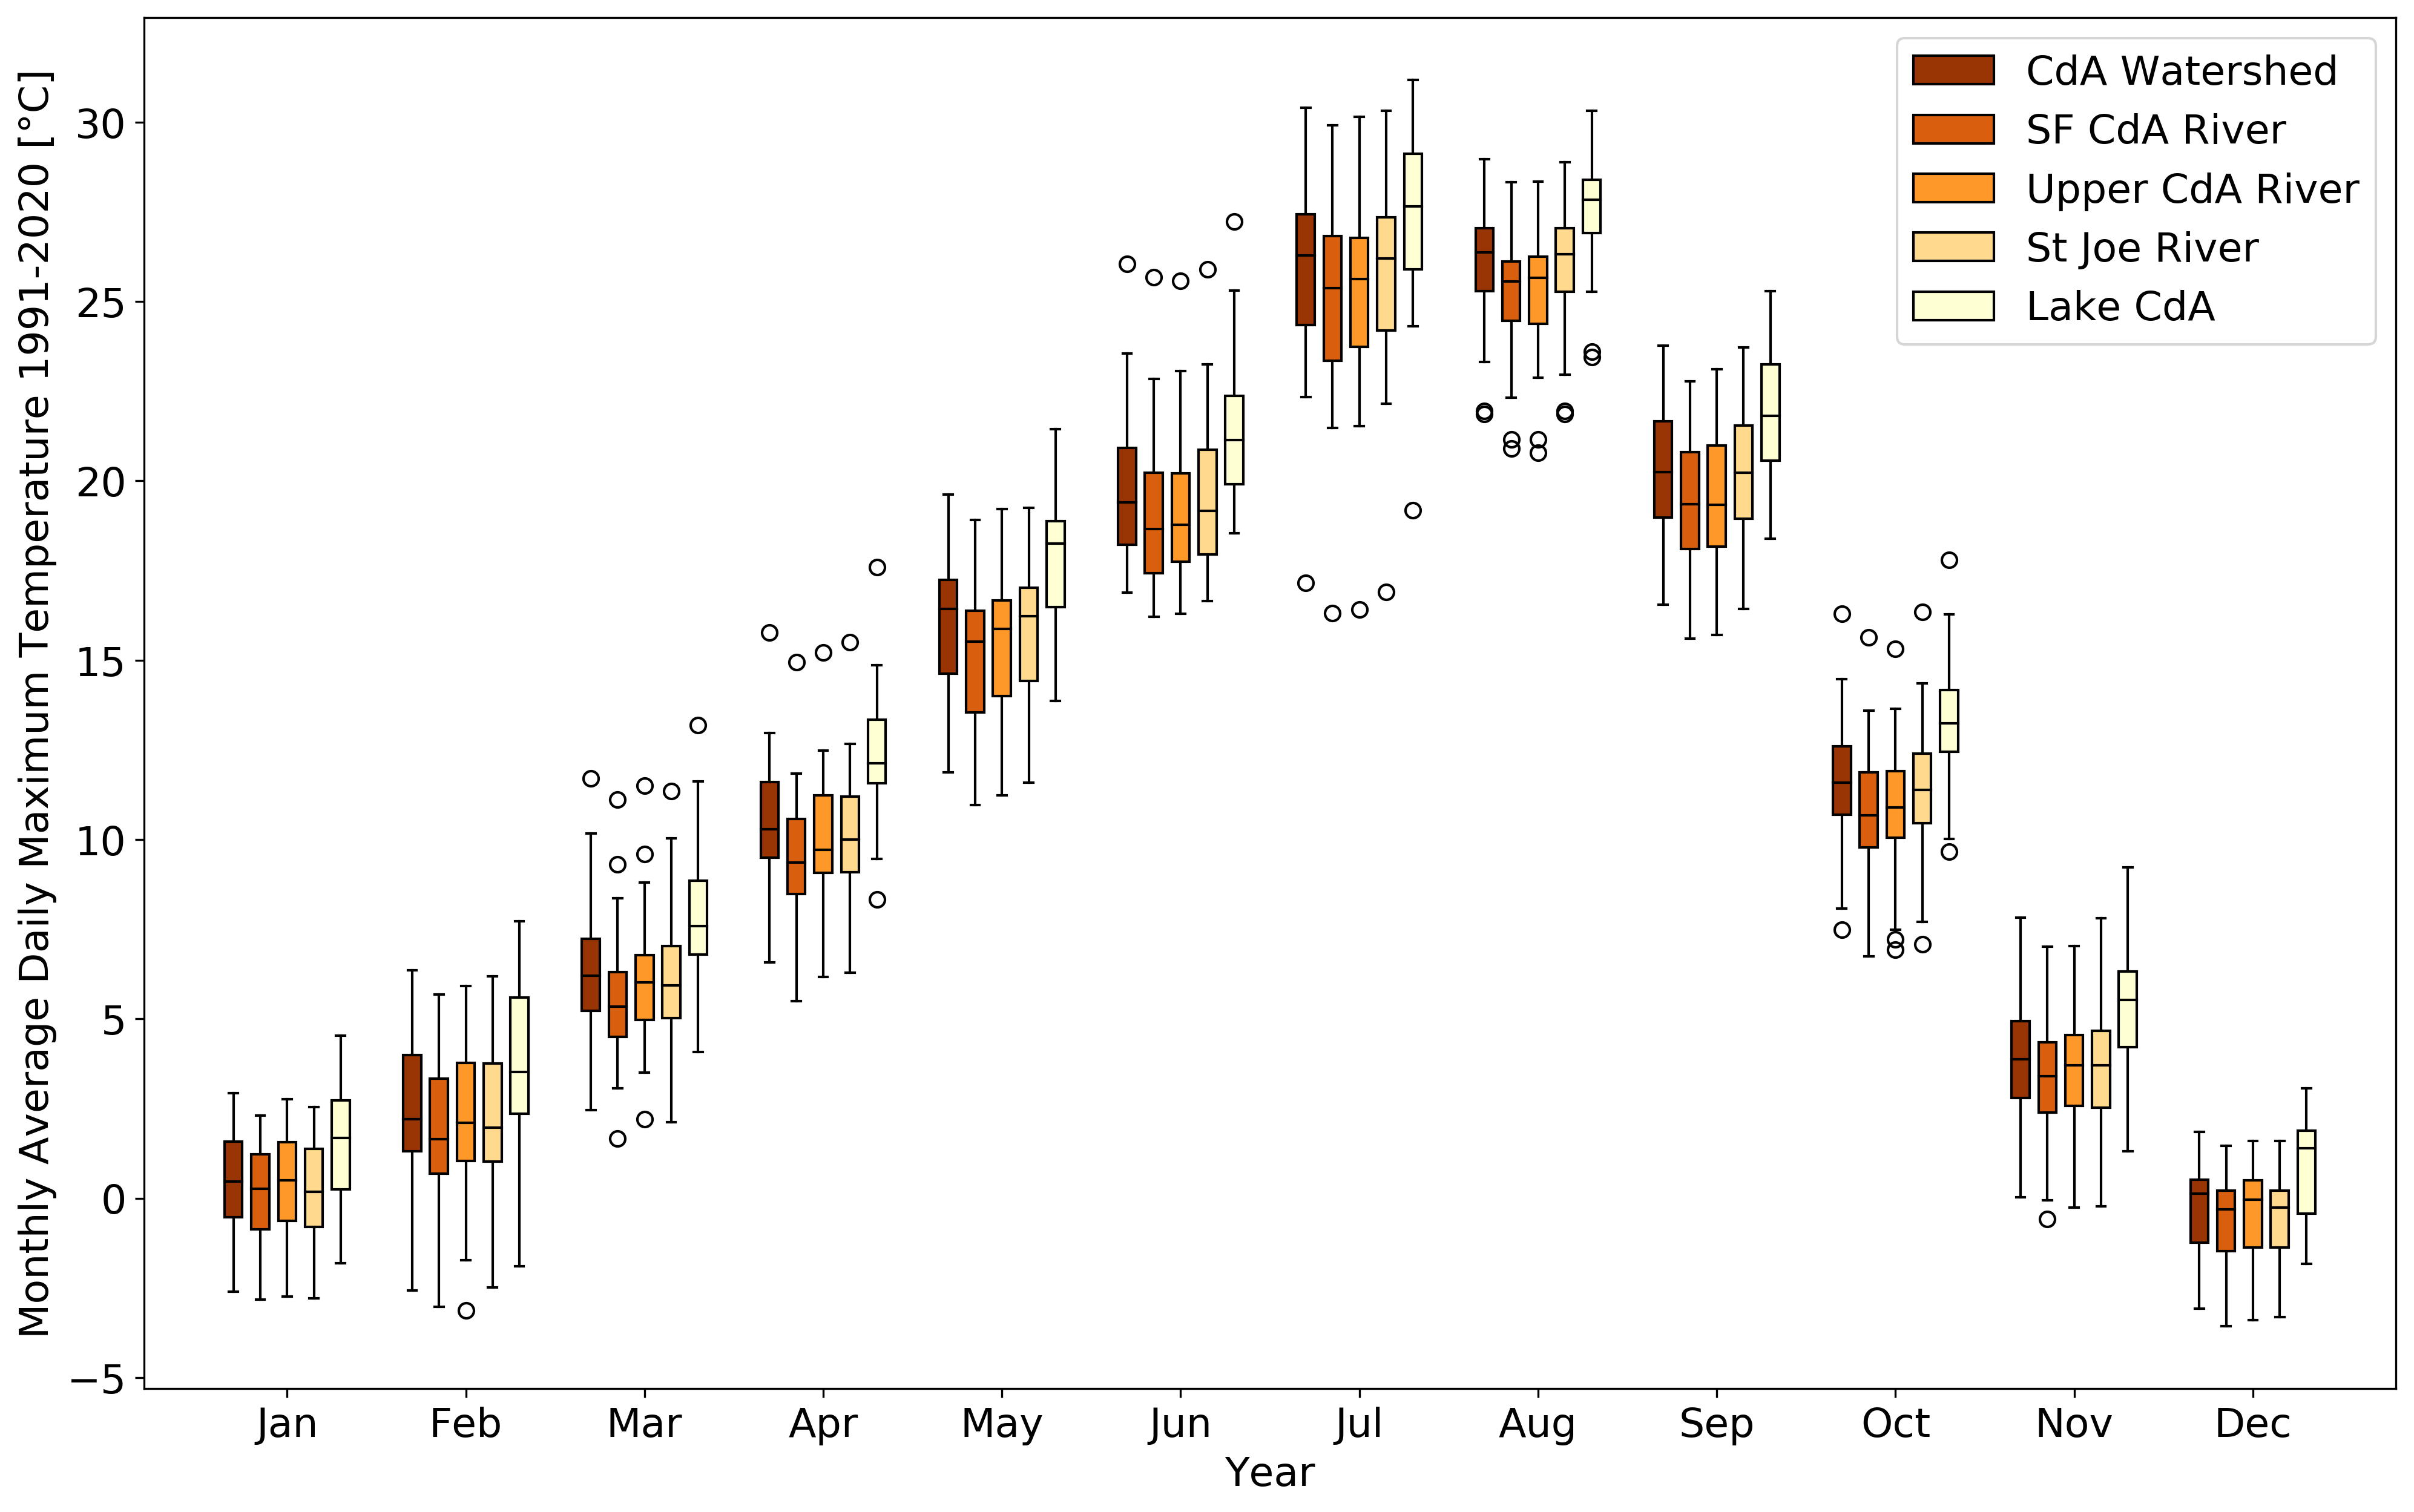 Monthly Average Daily Maximum Temperature 1991-2020 [°C]
30
25
20
15
10
5
0
−5
CdA Watershed
SF CdA River
Upper CdA River
St Joe River
Lake CdA
Jan Feb Mar Apr May Jun Jul Aug Sep Oct Nov Dec
Year